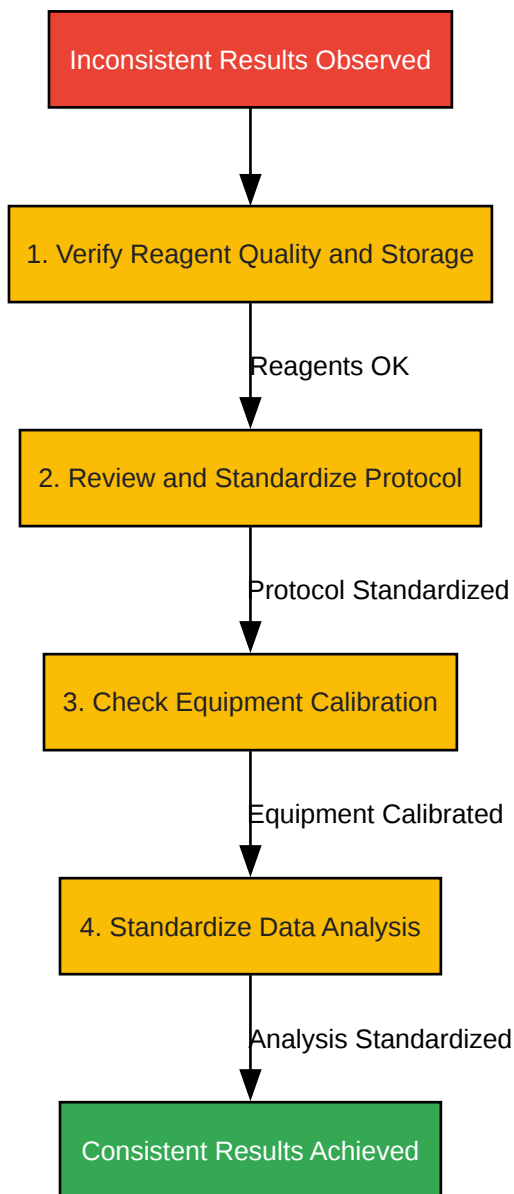 Inconsistent Results Observed
1. Verify Reagent Quality and Storage
Reagents OK
2. Review and Standardize Protocol
Protocol Standardized
3. Check Equipment Calibration
Equipment Calibrated
4. Standardize Data Analysis
Analysis Standardized
Consistent Results Achieved